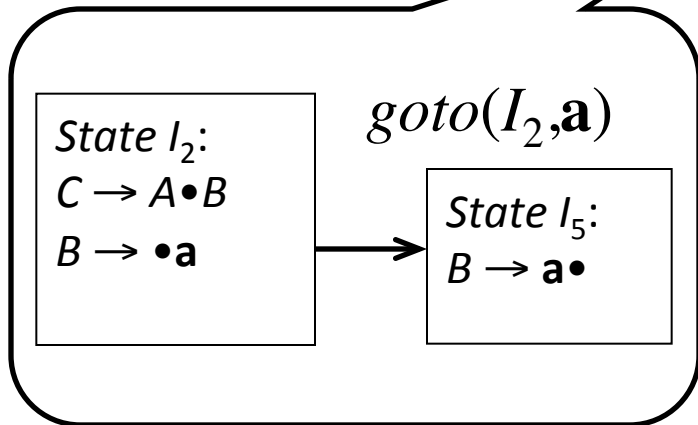 State I₂:
C → A•B
B → •a
goto(I₂,a)
State I₅:
B → a•